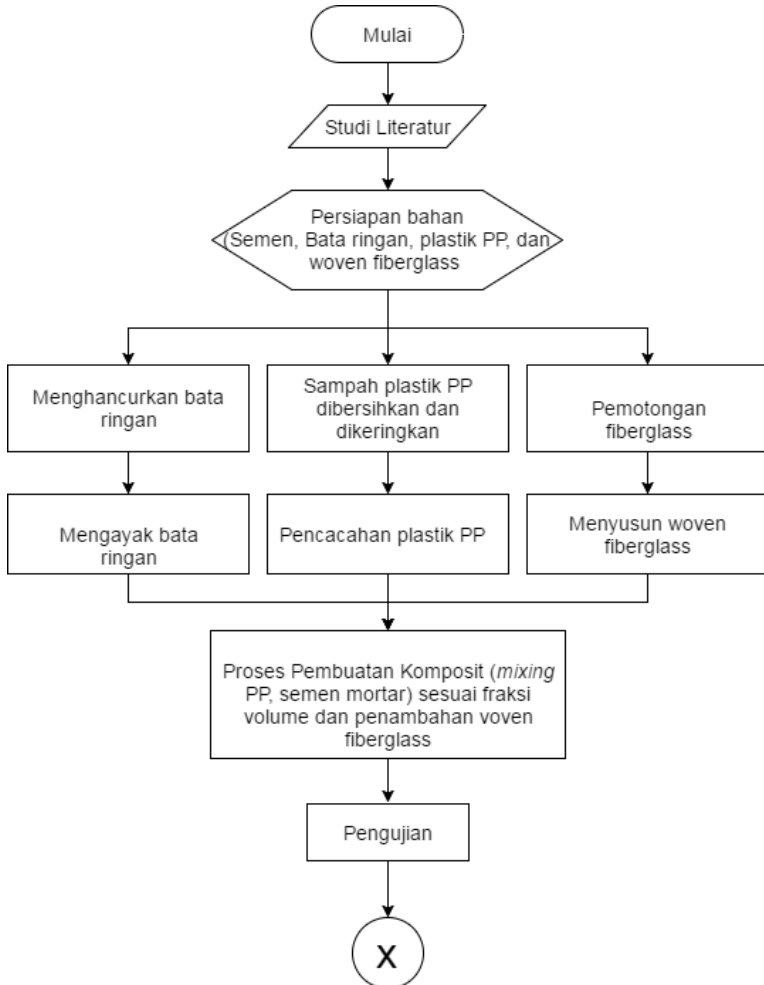 Mulai
Studi Literatur
Persiapan bahan
(Semen, Bata ringan, plastik PP, dan
woven fiberglass
Menghancurkan bata
ringan
Sampah plastik PP
dibersihkan dan
dikeringkan
Pemotongan
fiberglass
Mengayak bata
ringan
Pencacahan plastik PP
Menyusun woven
fiberglass
Proses Pembuatan Komposit (mixing
PP, semen mortar) sesuai fraksi
volume dan penambahan voven
fiberglass
Pengujian
X